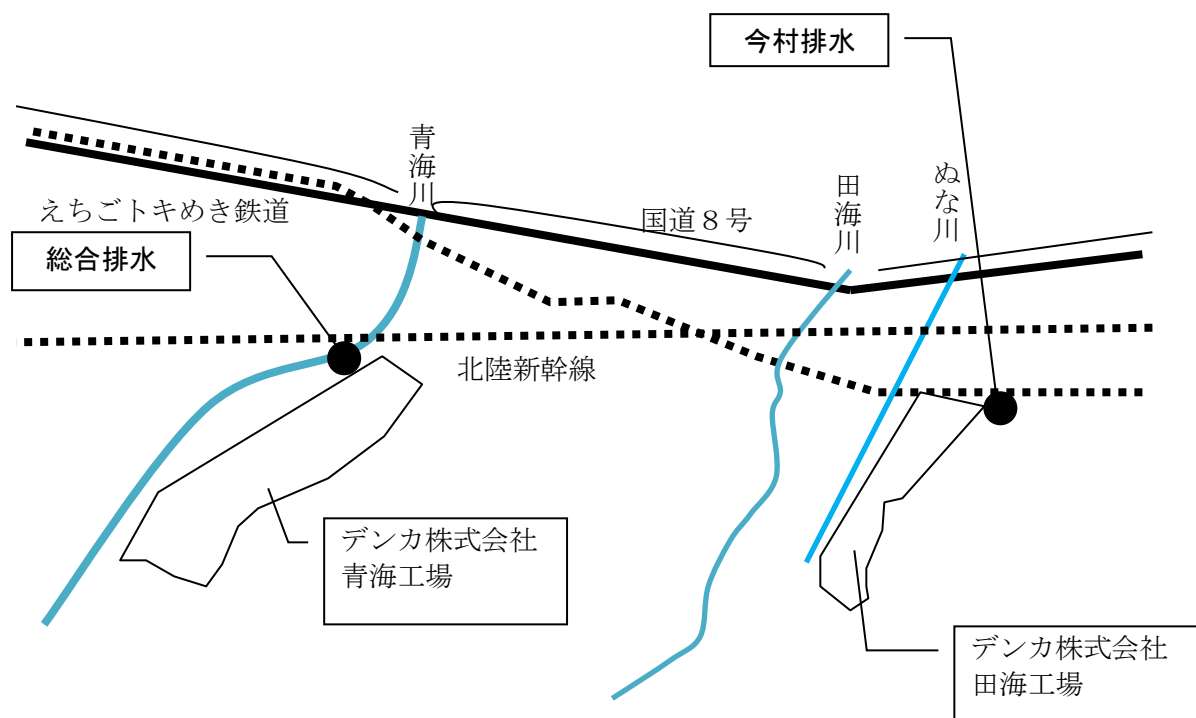 今村排水
青海川
えちごトキめき鉄道
国道８号
田海川
ぬな川
総合排水
北陸新幹線
デンカ株式会社
青海工場
デンカ株式会社
田海工場